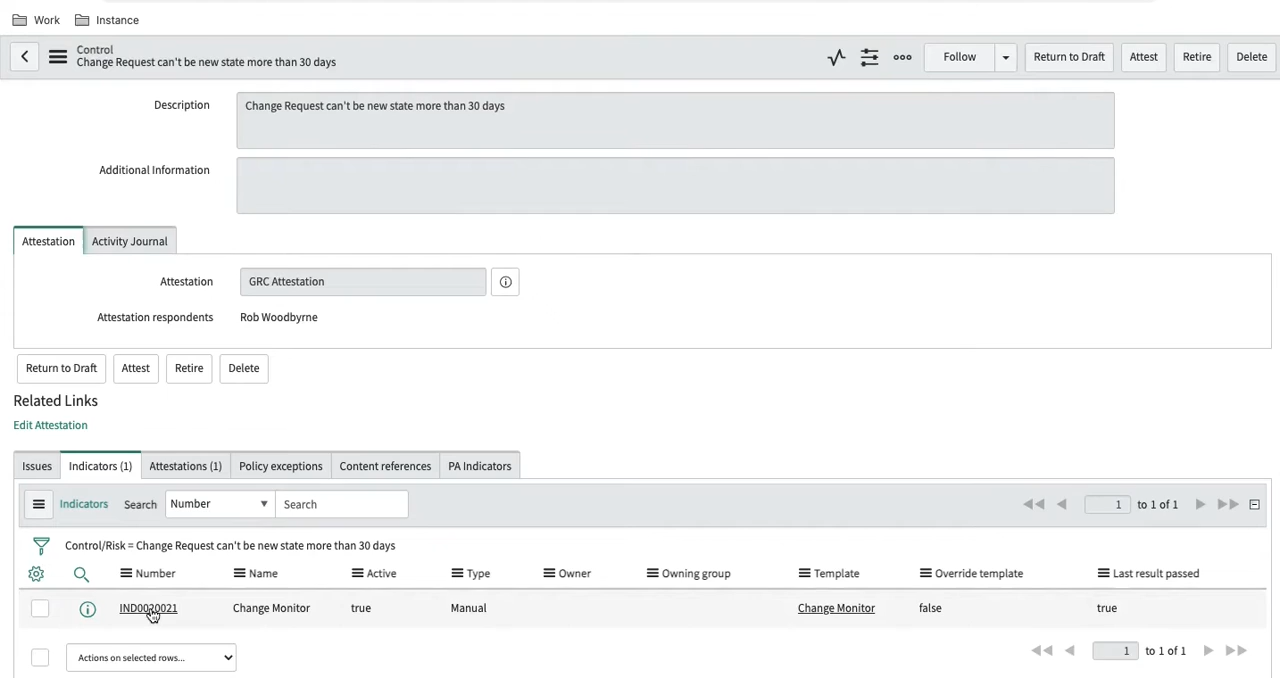 Work Instance
Control
Change Request can't be new state more than 30 days
Follow Return to Draft Attest Retire Delete
Description Change Request can't be new state more than 30 days
Additional Information
Attestation Activity Journal
Attestation GRC Attestation
Attestation respondents Rob Woodbyrne
Return to Draft Attest Retire Delete
Related Links
Edit Attestation
Issues Indicators (1) Attestations (1) Policy exceptions Content references PA Indicators
Indicators Search Number Search 1 to 1 of 1
Control/Risk = Change Request can't be new state more than 30 days
Number Name Active Type Owner Owning group Template Override template Last result passed
IND0020021 Change Monitor true Manual Change Monitor false true
Actions on selected rows... 1 to 1 of 1